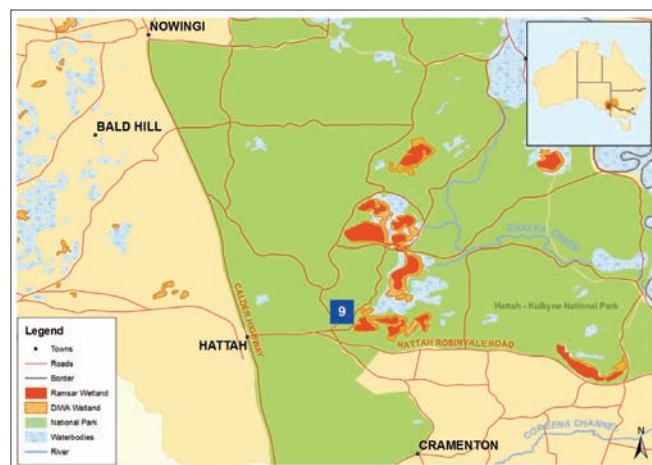 NOWINGI
BALD HILL
CHALKA CREEK
9
Hattah - Kulkyne National Park
CALDER HIGHWAY
HATTAH
HATTAH ROBINVALE ROAD
CRAMENTON
CORCENA CHANNEL
N
Legend
Towns
Roads
Border
Ramsar Wetland
DIWA Wetland
National Park
Waterbodies
River